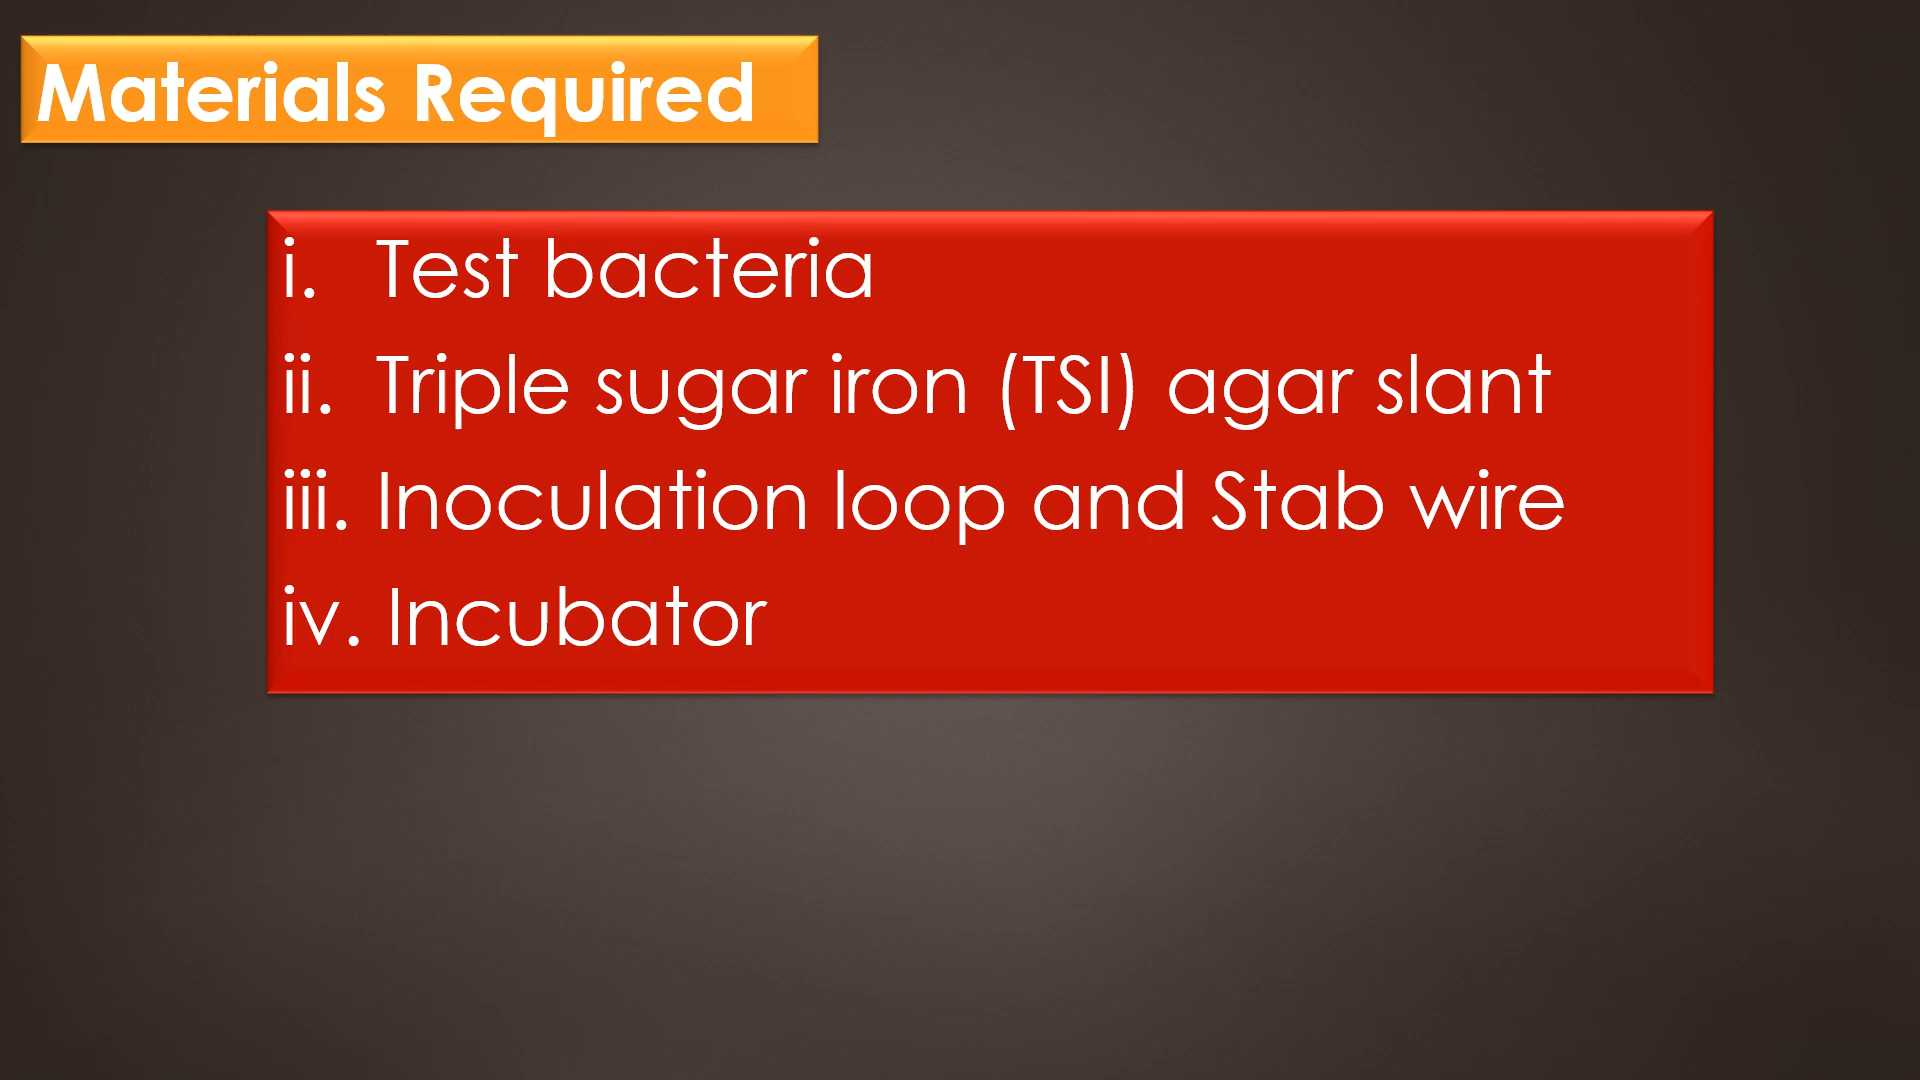 Materials Required
i. Test bacteria
ii. Triple sugar iron (TSI) agar slant
iii. Inoculation loop and Stab wire
iv. Incubator